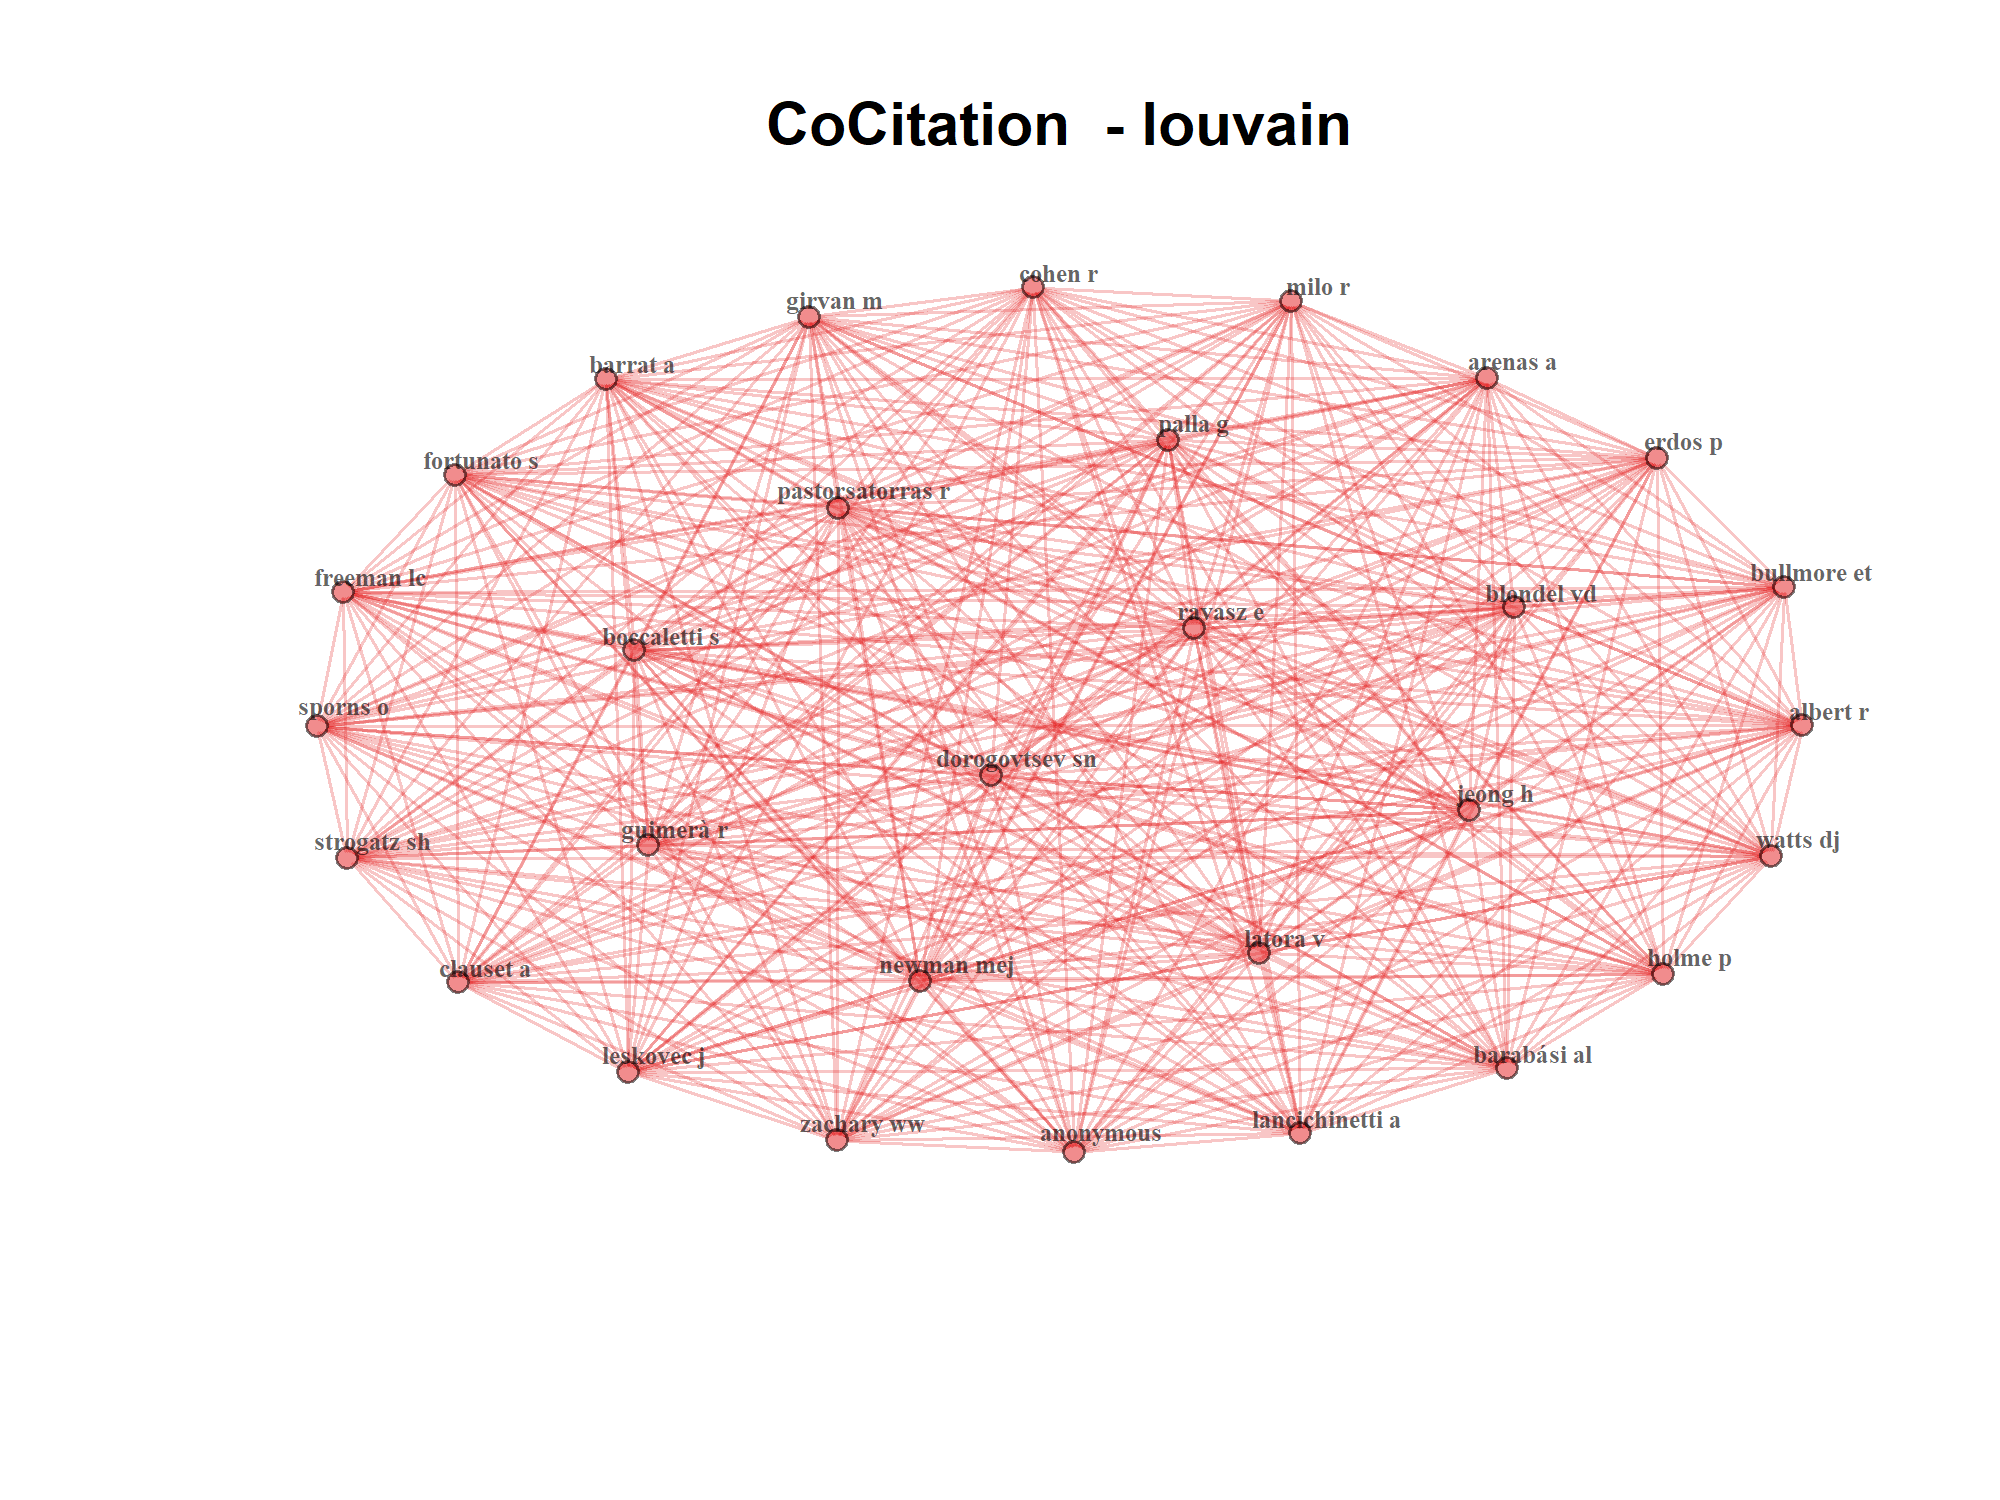 CoCitation  - louvain
cohen r
milo r
girvan m
barrat a
arenas a
palla g
erdos p
fortunato s
pastorsatorras r
freeman lc
bullmore et
blondel vd
ravasz e
boccaletti s
sporns o
albert r
dorogovtsev sn
jeong h
guimerà r
strogatz sh
watts dj
latora v
holme p
newman mej
clauset a
leskovec j
barabási al
zachary ww
lancichinetti a
anonymous